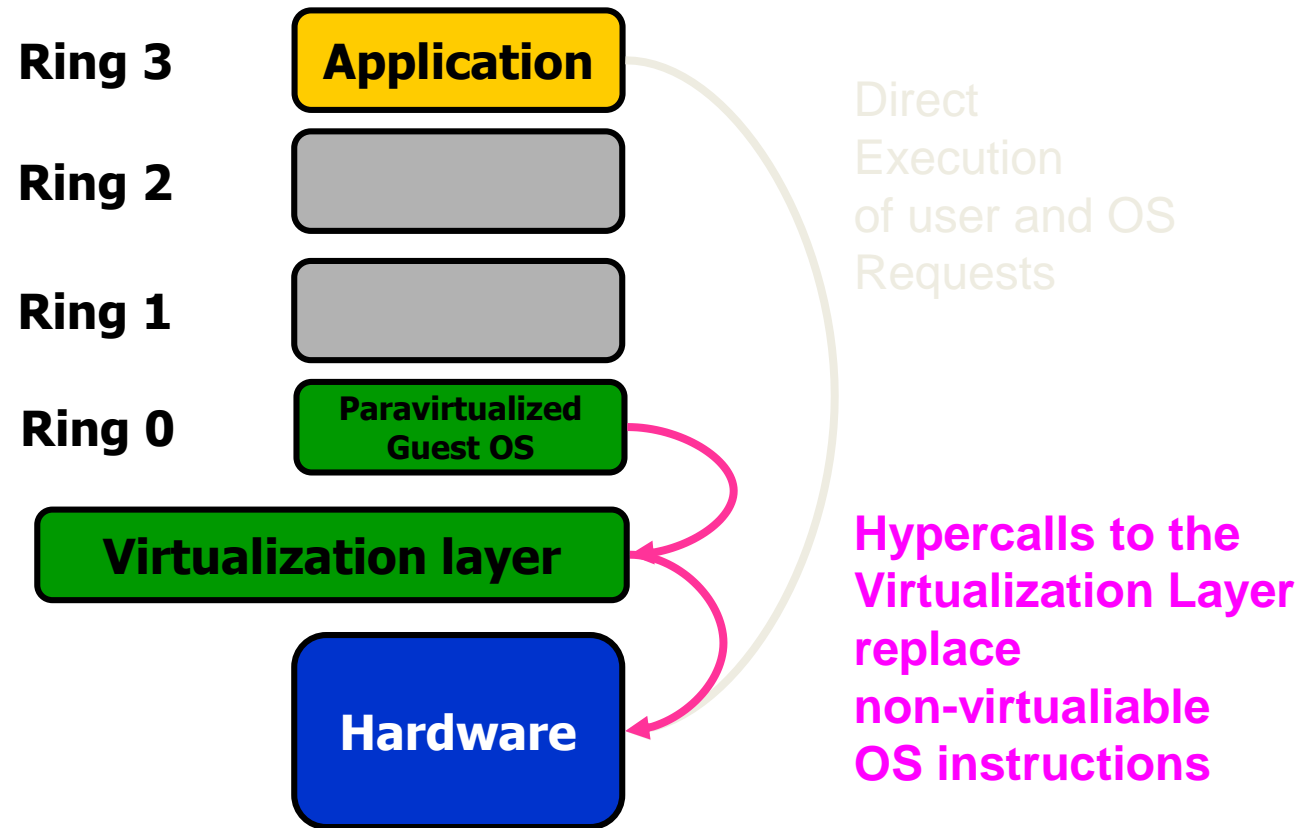 Ring 3
Application
Direct
Execution
of user and OS
Requests
Ring 2
Ring 1
Ring 0
Paravirtualized
Guest OS
Virtualization layer
Hypercalls to the
Virtualization Layer
replace
non-virtualiable
OS instructions
Hardware